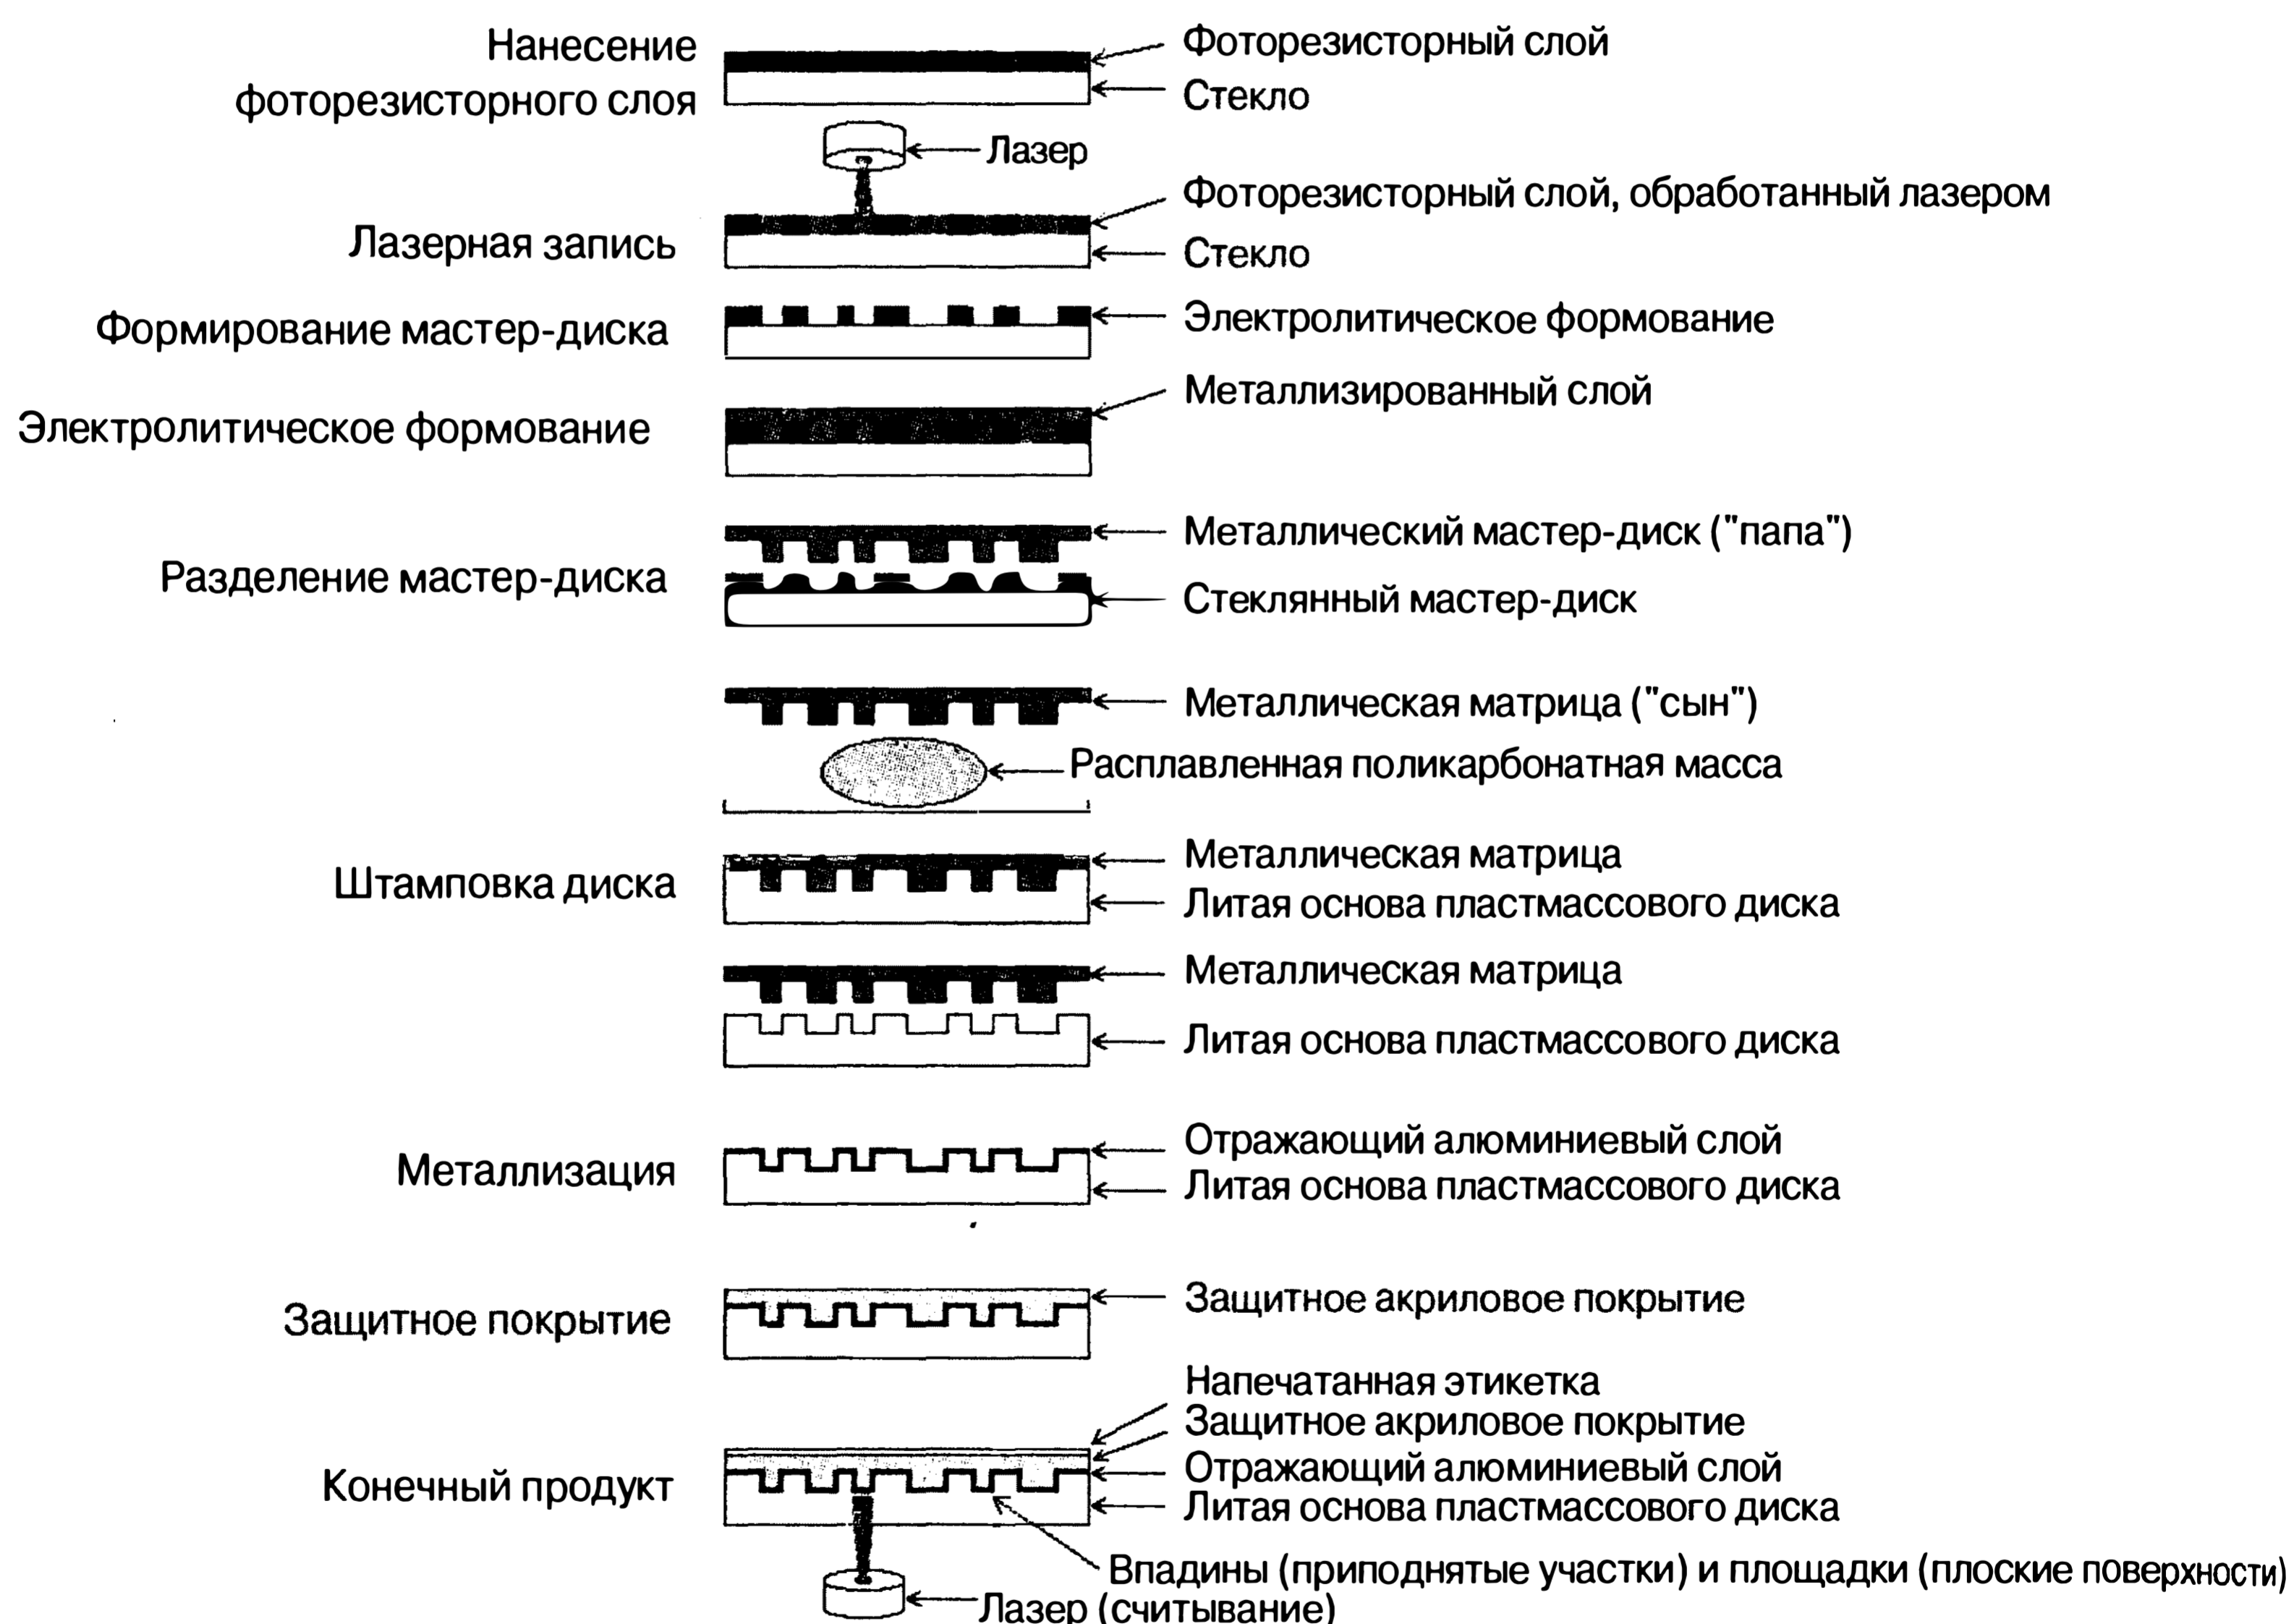 Нанесение
фоторезисторного слоя
Фоторезисторный слой
Стекло
Лазер
Лазерная запись
Фоторезисторный слой, обработанный лазером
Стекло
Формирование мастер-диска
Электролитическое формование
Электролитическое формование
Металлизированный слой
Разделение мастер-диска
Металлический мастер-диск ("папа")
Стеклянный мастер-диск
Металлическая матрица ("сын")
Расплавленная поликарбонатная масса
Штамповка диска
Металлическая матрица
Литая основа пластмассового диска
Металлическая матрица
Литая основа пластмассового диска
Металлизация
Отражающий алюминиевый слой
Литая основа пластмассового диска
Защитное покрытие
Защитное акриловое покрытие
Конечный продукт
Напечатанная этикетка
Защитное акриловое покрытие
Отражающий алюминиевый слой
Литая основа пластмассового диска
Впадины (приподнятые участки) и площадки (плоские поверхности)
Лазер (считывание)